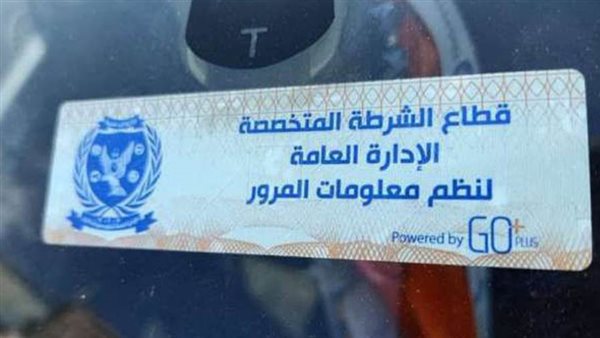 T
قطاع الشرطة المتخصصة
الإدارة العامة
لنظم معلومات المرور
Powered by GO+ PLUS